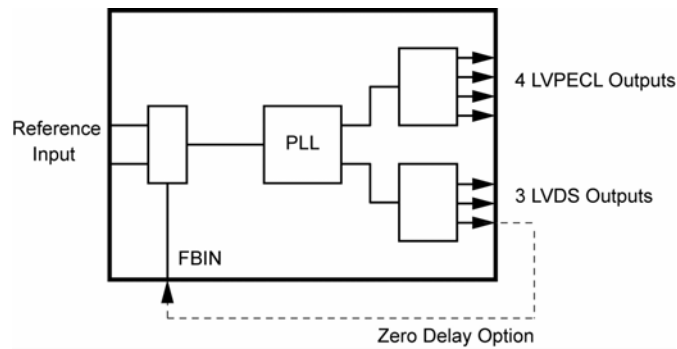 Reference
Input
PLL
4 LVPECL Outputs
3 LVDS Outputs
FBIN
Zero Delay Option